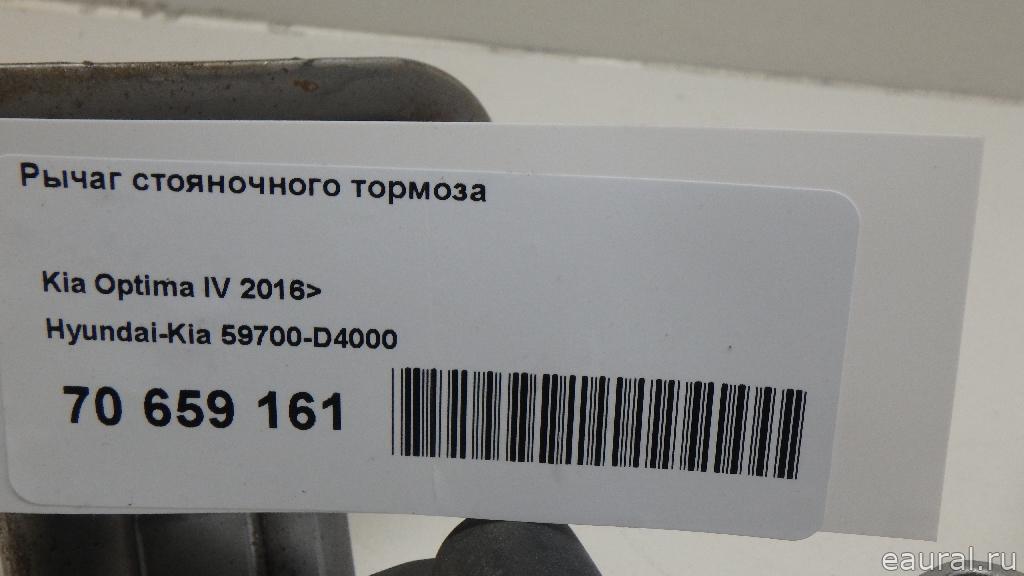 Рычаг стояночного тормоза
Kia Optima IV 2016>
Hyundai-Kia 59700-D4000
70 659 161
eaural.ru